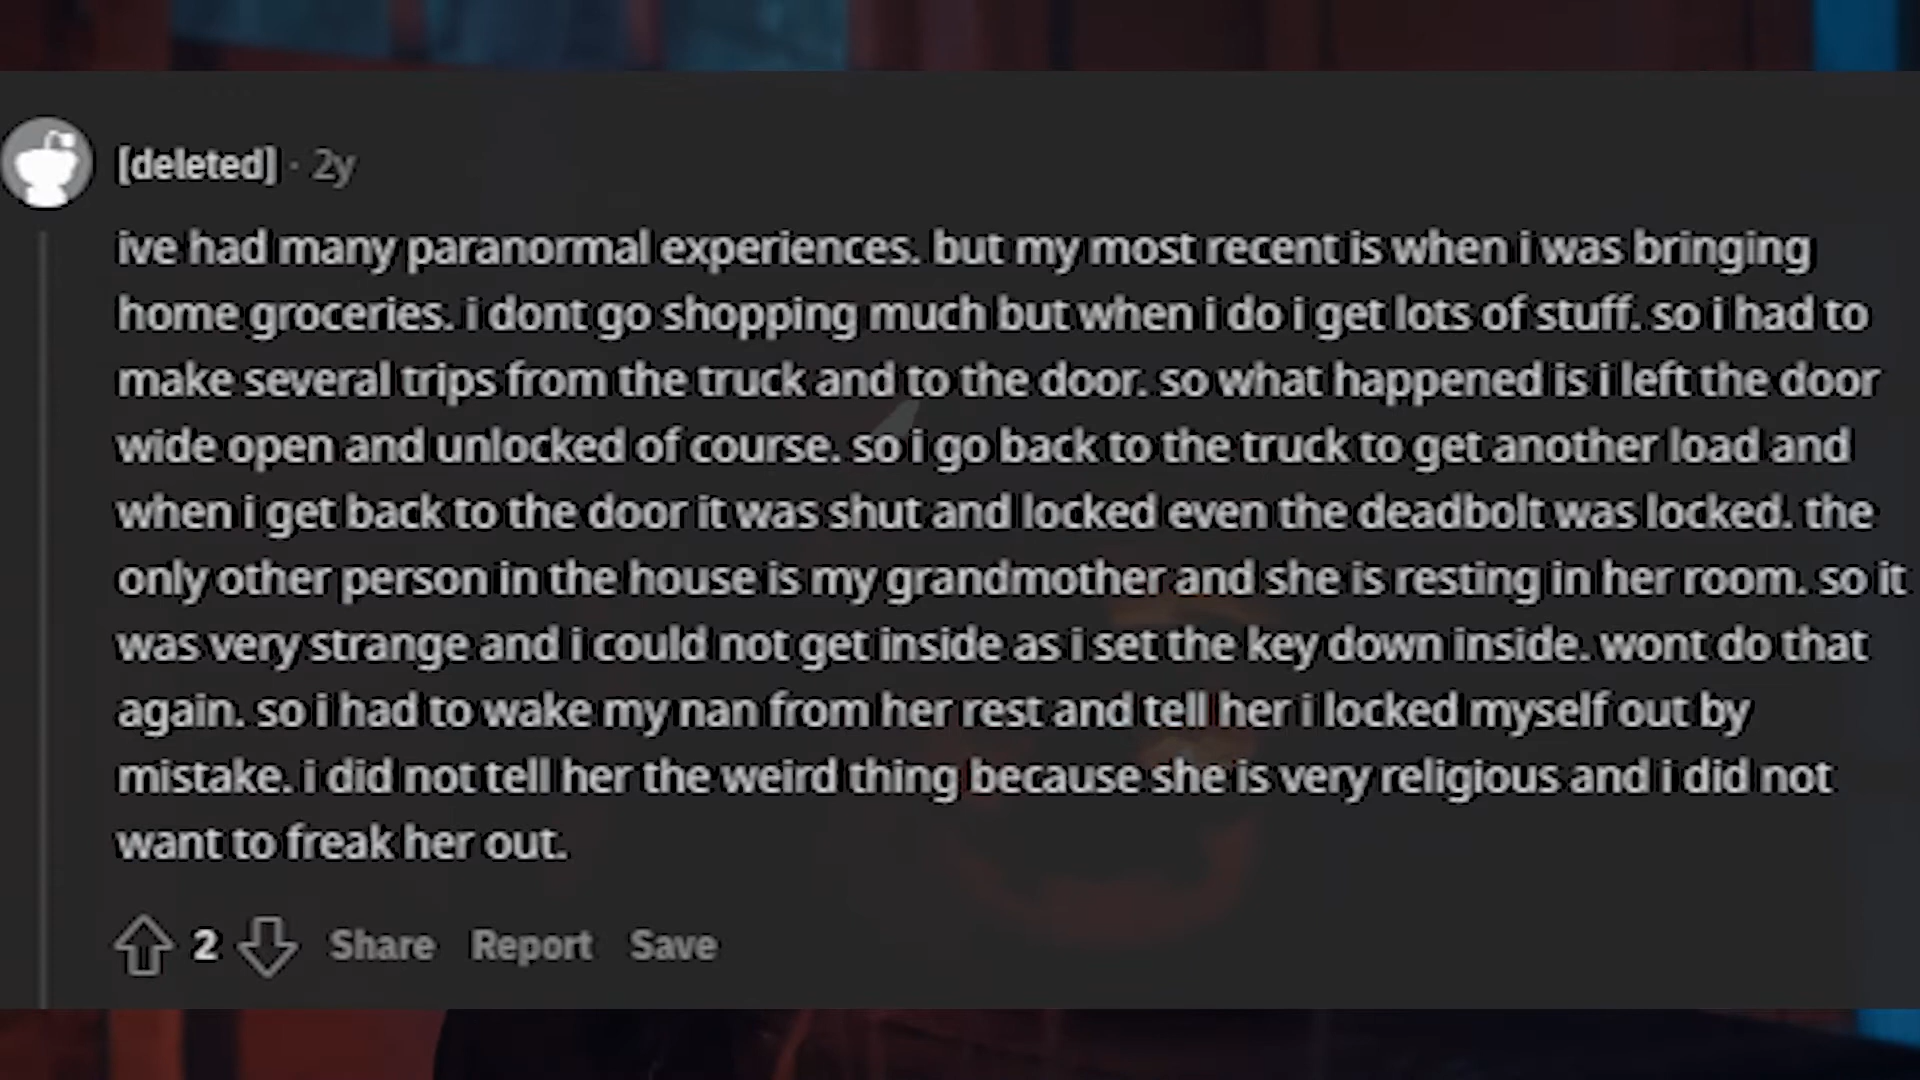 [deleted] · 2y
ive had many paranormal experiences. but my most recent is when i was bringing
home groceries. i dont go shopping much but when i do i get lots of stuff. so i had to
make several trips from the truck and to the door. so what happened is i left the door
wide open and unlocked of course. so i go back to the truck to get another load and
when i get back to the door it was shut and locked even the deadbolt was locked. the
only other person in the house is my grandmother and she is resting in her room. so it
was very strange and i could not get inside as i set the key down inside. wont do that
again. so i had to wake my nan from her rest and tell her i locked myself out by
mistake. i did not tell her the weird thing because she is very religious and i did not
want to freak her out.
2 Share Report Save